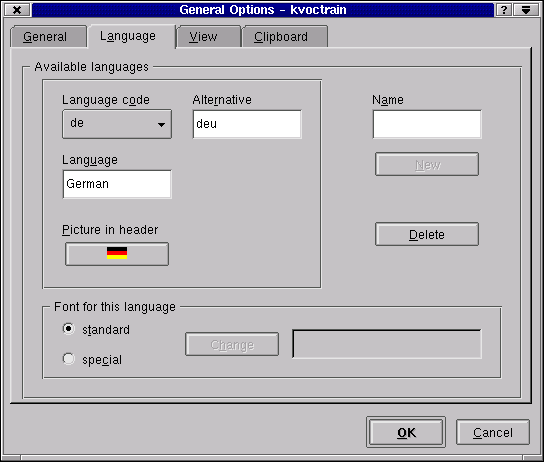 General Options - kvoctrain
General Language View Clipboard
Available languages
Language code Alternative Name
de deu
Language New
German
Picture in header Delete
Font for this language
standard
Change
special
OK Cancel